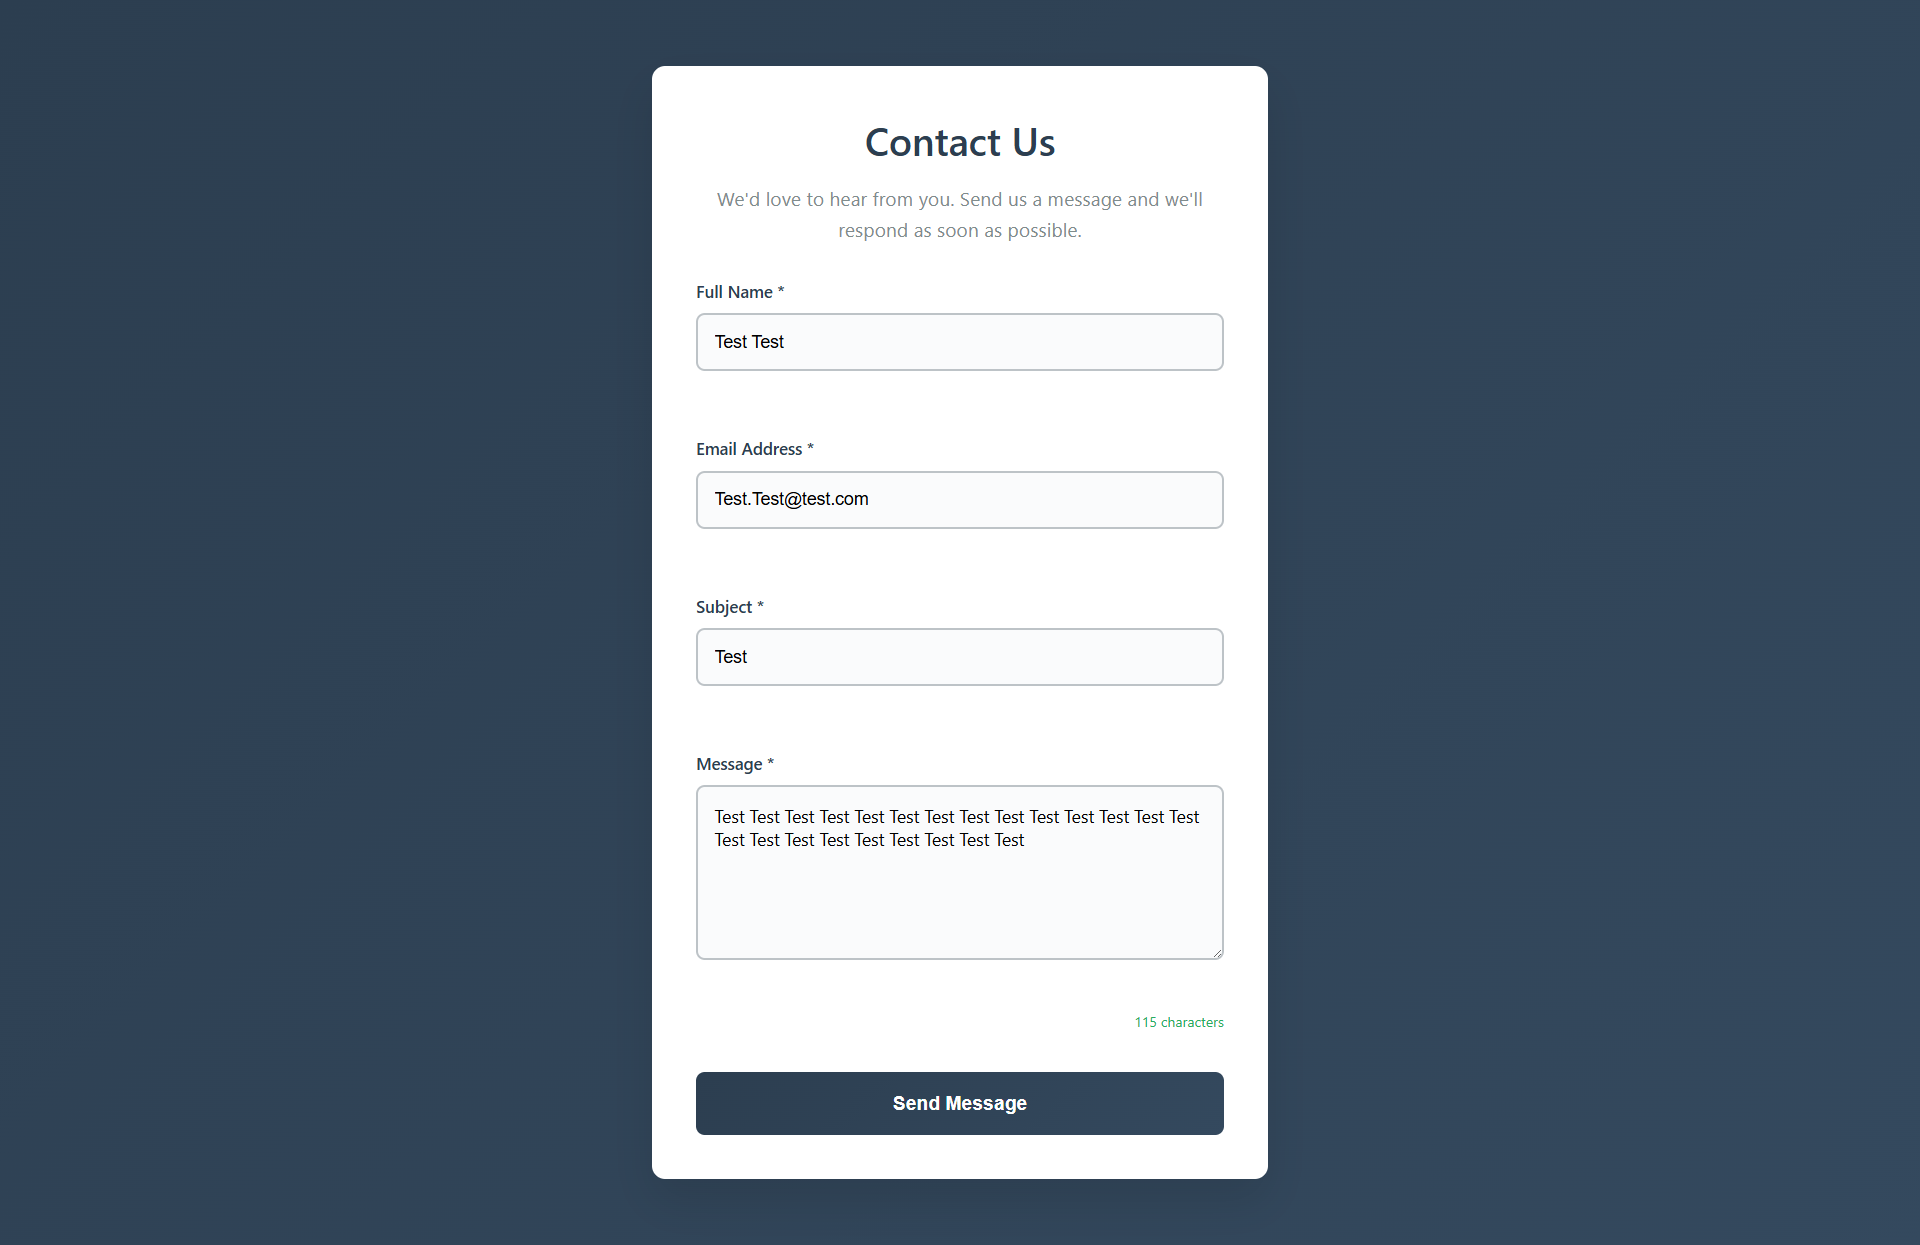 Contact Us
We'd love to hear from you. Send us a message and we'll
respond as soon as possible.
Full Name *
Test Test
Email Address *
Test.Test@test.com
Subject *
Test
Message *
Test Test Test Test Test Test Test Test Test Test Test Test Test Test
Test Test Test Test Test Test Test Test Test
115 characters
Send Message